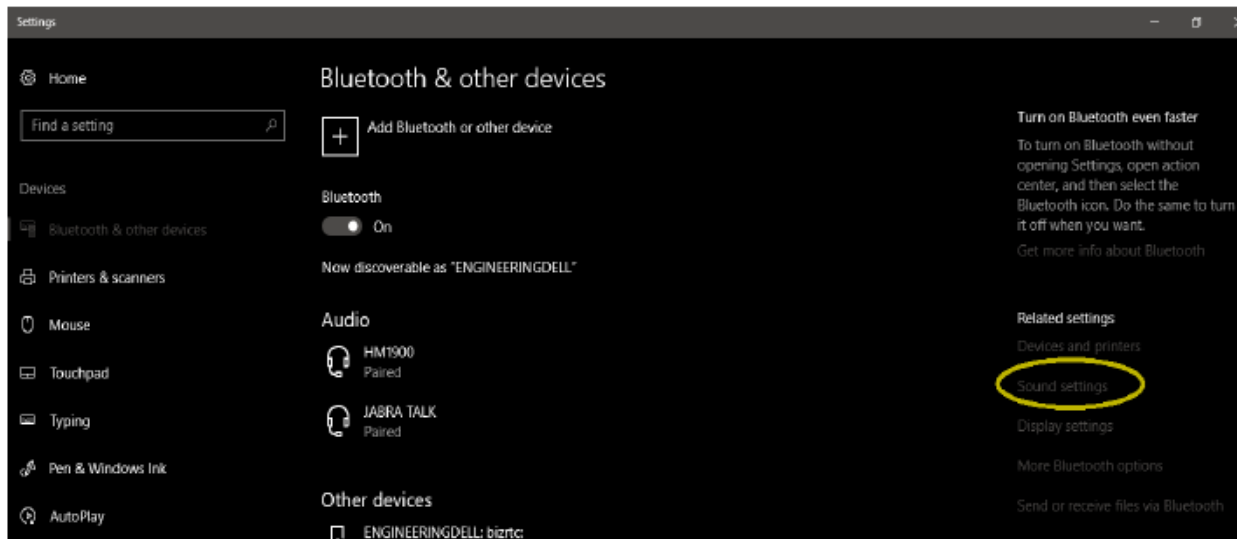 Settings
Home
Find a setting
Devices
Bluetooth & other devices
Printers & scanners
Mouse
Touchpad
Typing
Pen & Windows Ink
AutoPlay
Bluetooth & other devices
Add Bluetooth or other device
Bluetooth
On
Now discoverable as "ENGINEERINGDELL"
Audio
HM1900
Paired
JABRA TALK
Paired
Other devices
ENGINEERINGDELL: bizrtc:
Turn on Bluetooth even faster
To turn on Bluetooth without
opening Settings, open action
center, and then select the
Bluetooth icon. Do the same to turn
it off when you want.
Get more info about Bluetooth
Related settings
Devices and printers
Sound settings
Display settings
More Bluetooth options
Send or receive files via Bluetooth